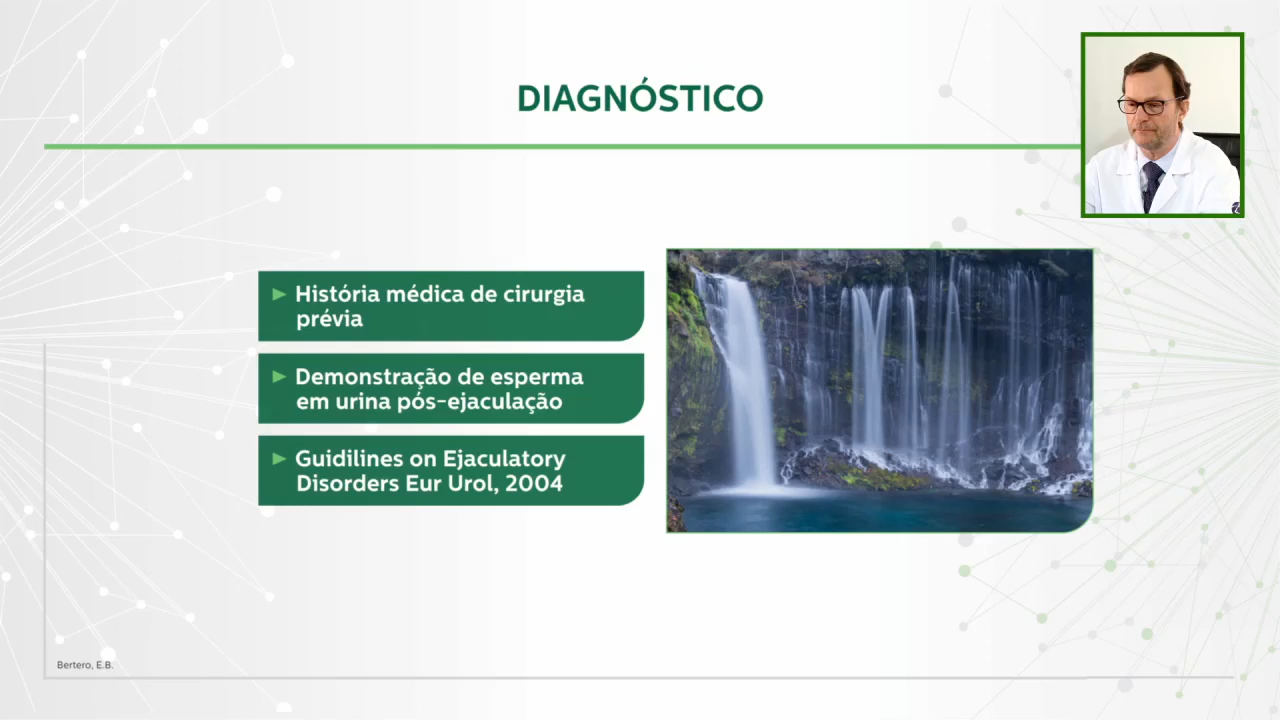 DIAGNÓSTICO
► História médica de cirurgia
prévia
► Demonstração de esperma
em urina pós-ejaculação
► Guidilines on Ejaculatory
Disorders Eur Urol, 2004
Bertero, E.B.